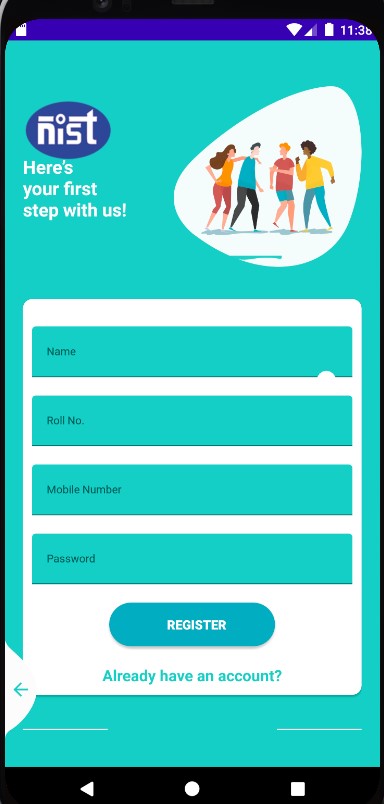 11:38
nist
Here's
your first
step with us!
Name
Roll No.
Mobile Number
Password
REGISTER
Already have an account?